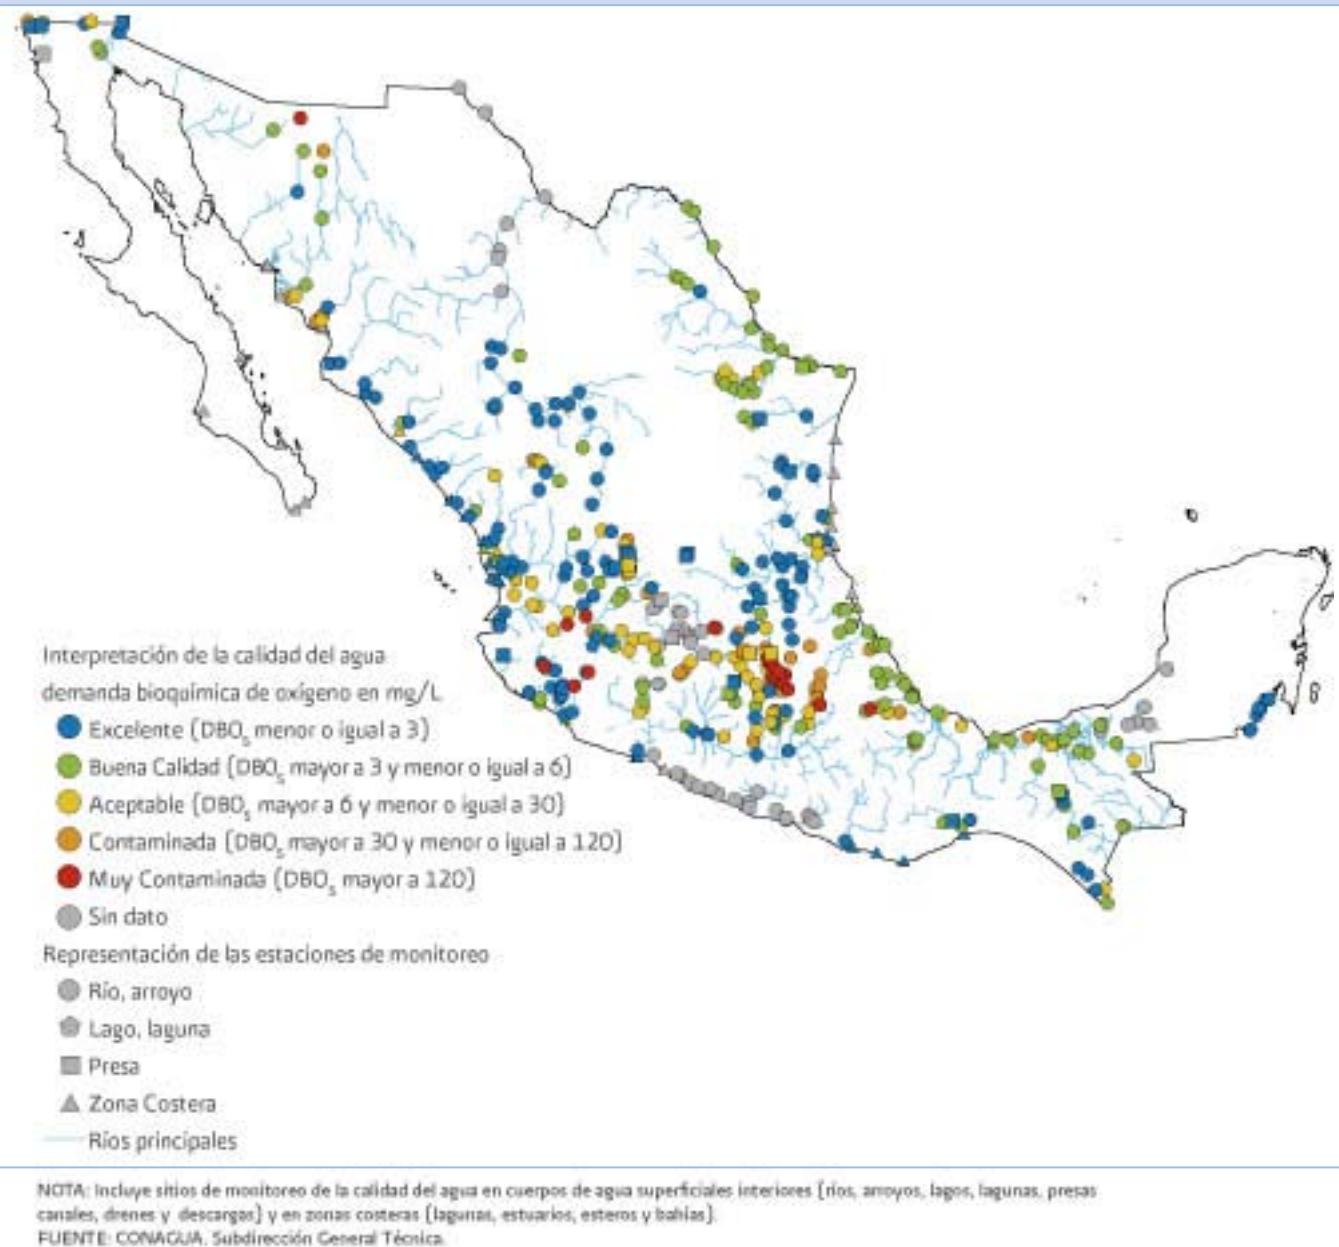 Interpretación de la calidad del agua
demanda bioquímica de oxígeno en mg/L
Excelente (DBO5 menor o igual a 3)
Buena Calidad (DBO5 mayor a 3 y menor o igual a 6)
Aceptable (DBO5 mayor a 6 y menor o igual a 30)
Contaminada (DBO5 mayor a 30 y menor o igual a 120)
Muy Contaminada (DBO5 mayor a 120)
Sin dato
Representación de las estaciones de monitoreo
Río, arroyo
Lago, laguna
Presa
Zona Costera
Ríos principales
NOTA: Incluye sitios de monitoreo de la calidad del agua en cuerpos de agua superficiales interiores (ríos, arroyos, lagos, lagunas, presas
canales, drenes y descargas) y en zonas costeras (lagunas, estuarios, esteros y bahías).
FUENTE: CONAGUA. Subdirección General Técnica.